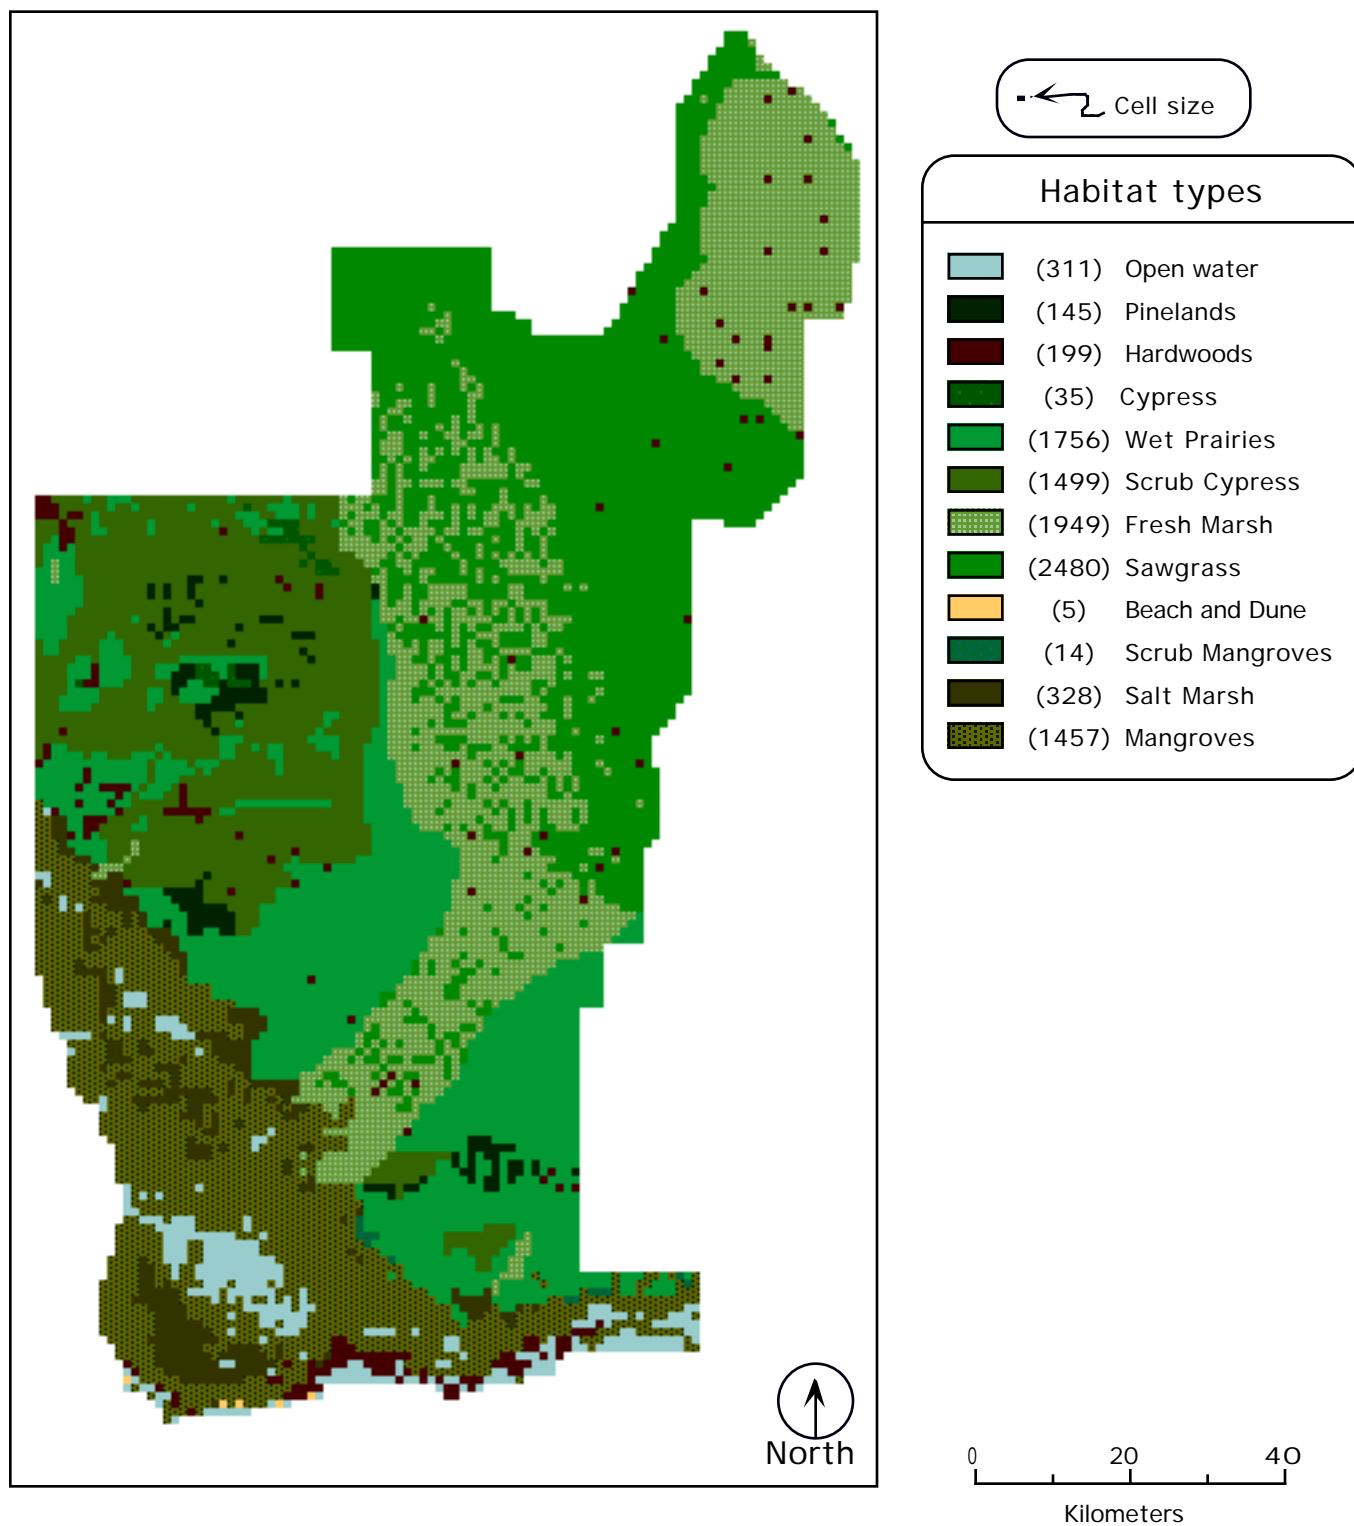 Cell size
Habitat types
(311) Open water
(145) Pinelands
(199) Hardwoods
(35) Cypress
(1756) Wet Prairies
(1499) Scrub Cypress
(1949) Fresh Marsh
(2480) Sawgrass
(5) Beach and Dune
(14) Scrub Mangroves
(328) Salt Marsh
(1457) Mangroves
North
0 20 40
Kilometers